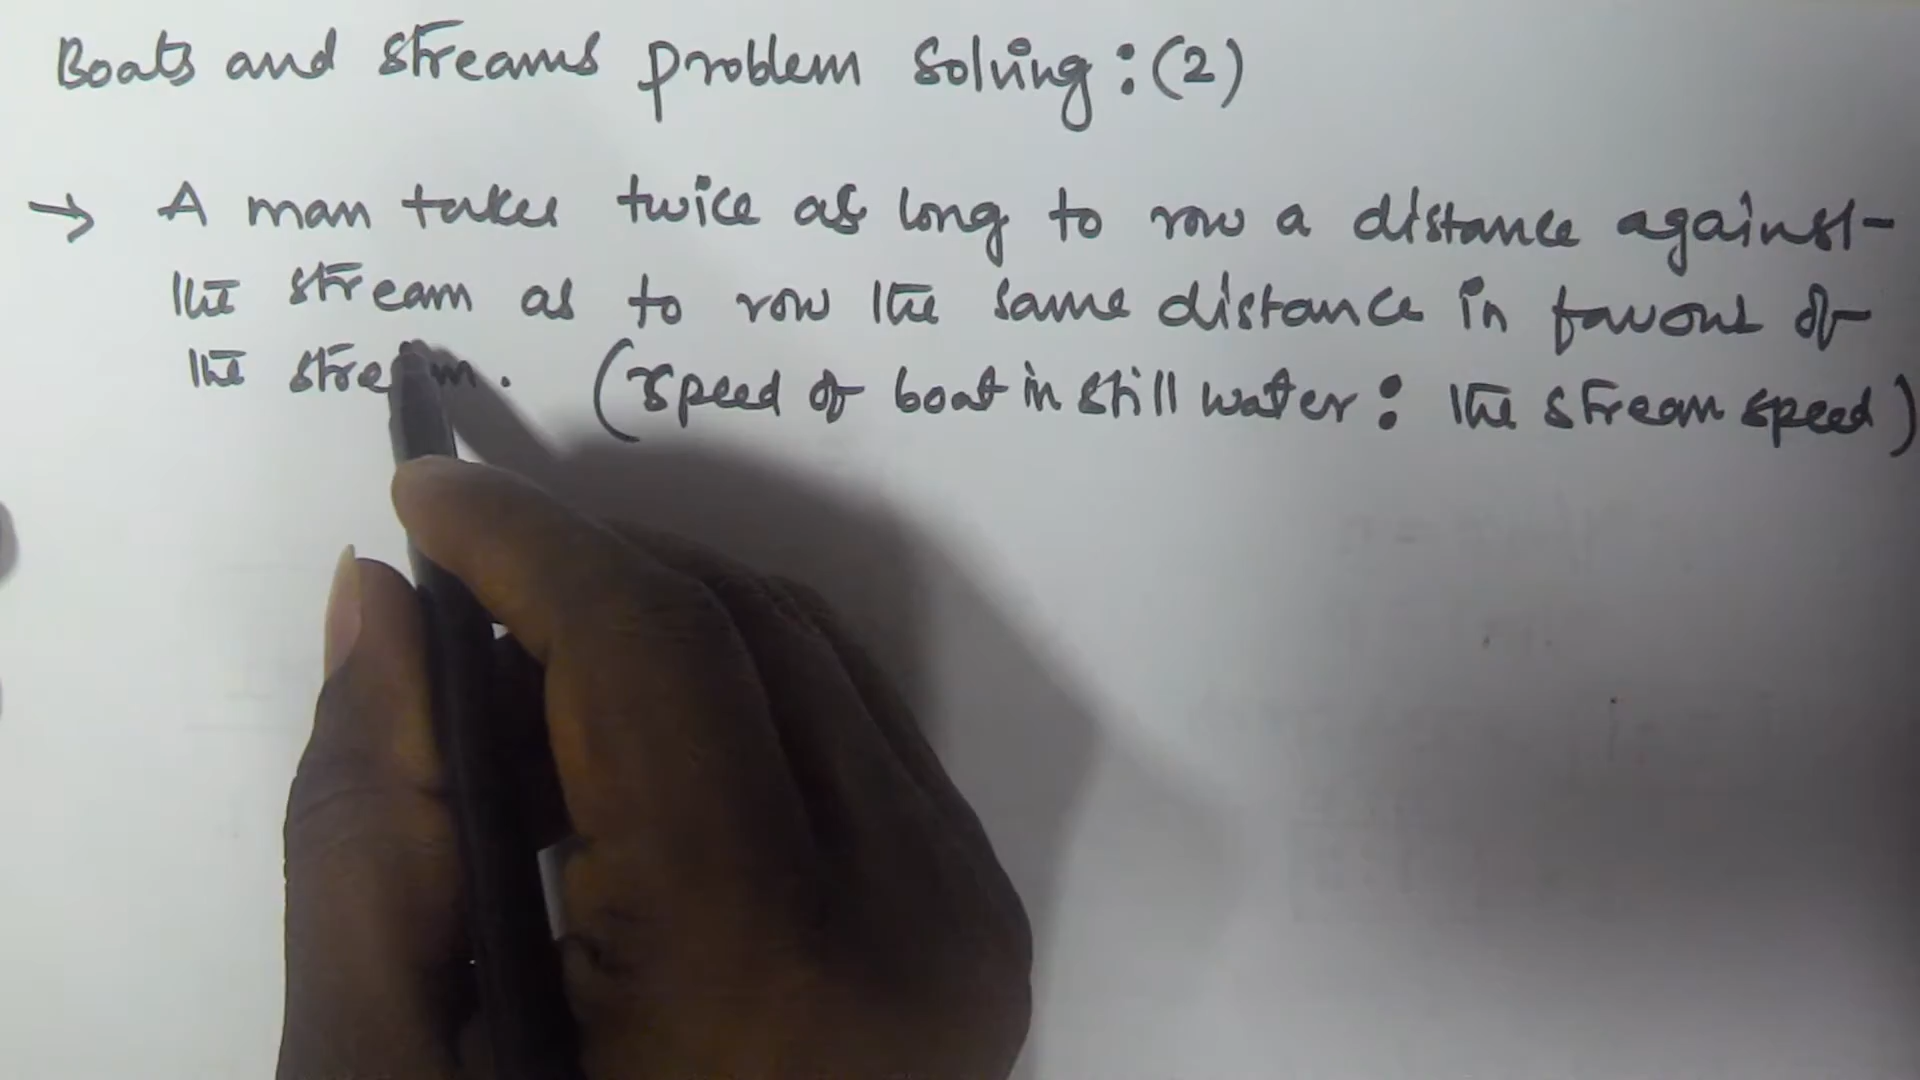 Boats and streams problem solving : (2)
→ A man takes twice as long to row a distance against
the stream as to row the same distance in favour of
the stream. (speed of boat in still water : the stream speed)